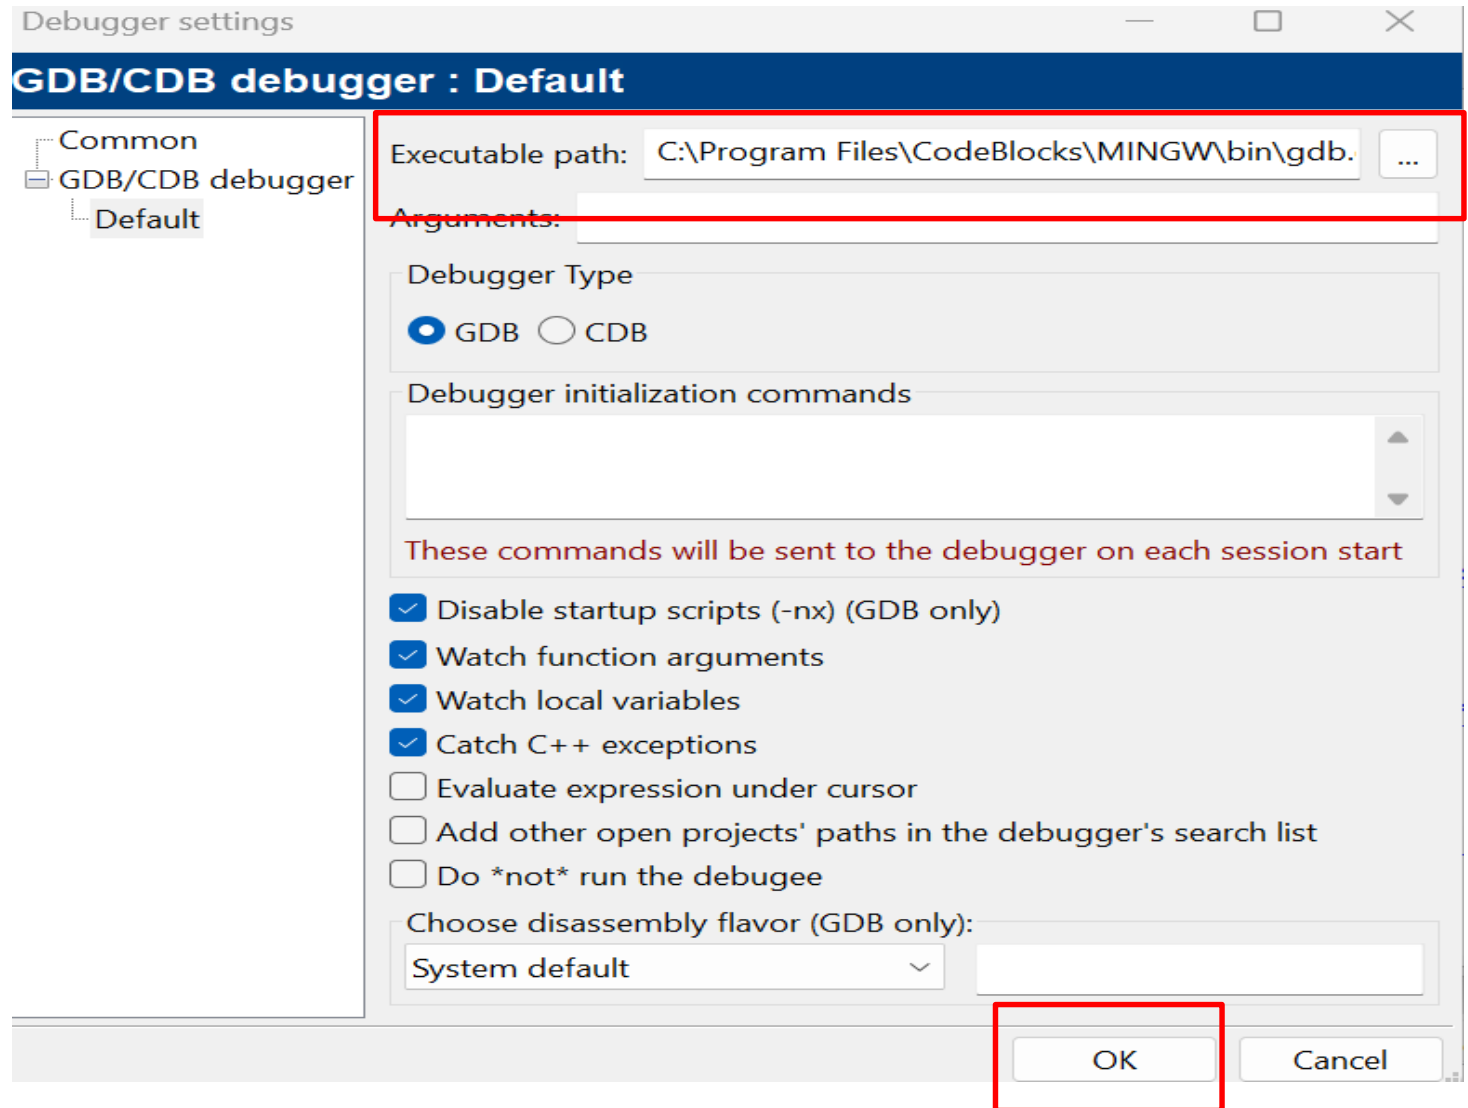 Debugger settings
GDB/CDB debugger : Default
Common
GDB/CDB debugger
Default
Executable path: C:\Program Files\CodeBlocks\MINGW\bin\gdb. ...
Arguments:
Debugger Type
GDB CDB
Debugger initialization commands
These commands will be sent to the debugger on each session start
Disable startup scripts (-nx) (GDB only)
Watch function arguments
Watch local variables
Catch C++ exceptions
Evaluate expression under cursor
Add other open projects' paths in the debugger's search list
Do *not* run the debugee
Choose disassembly flavor (GDB only):
System default
OK Cancel